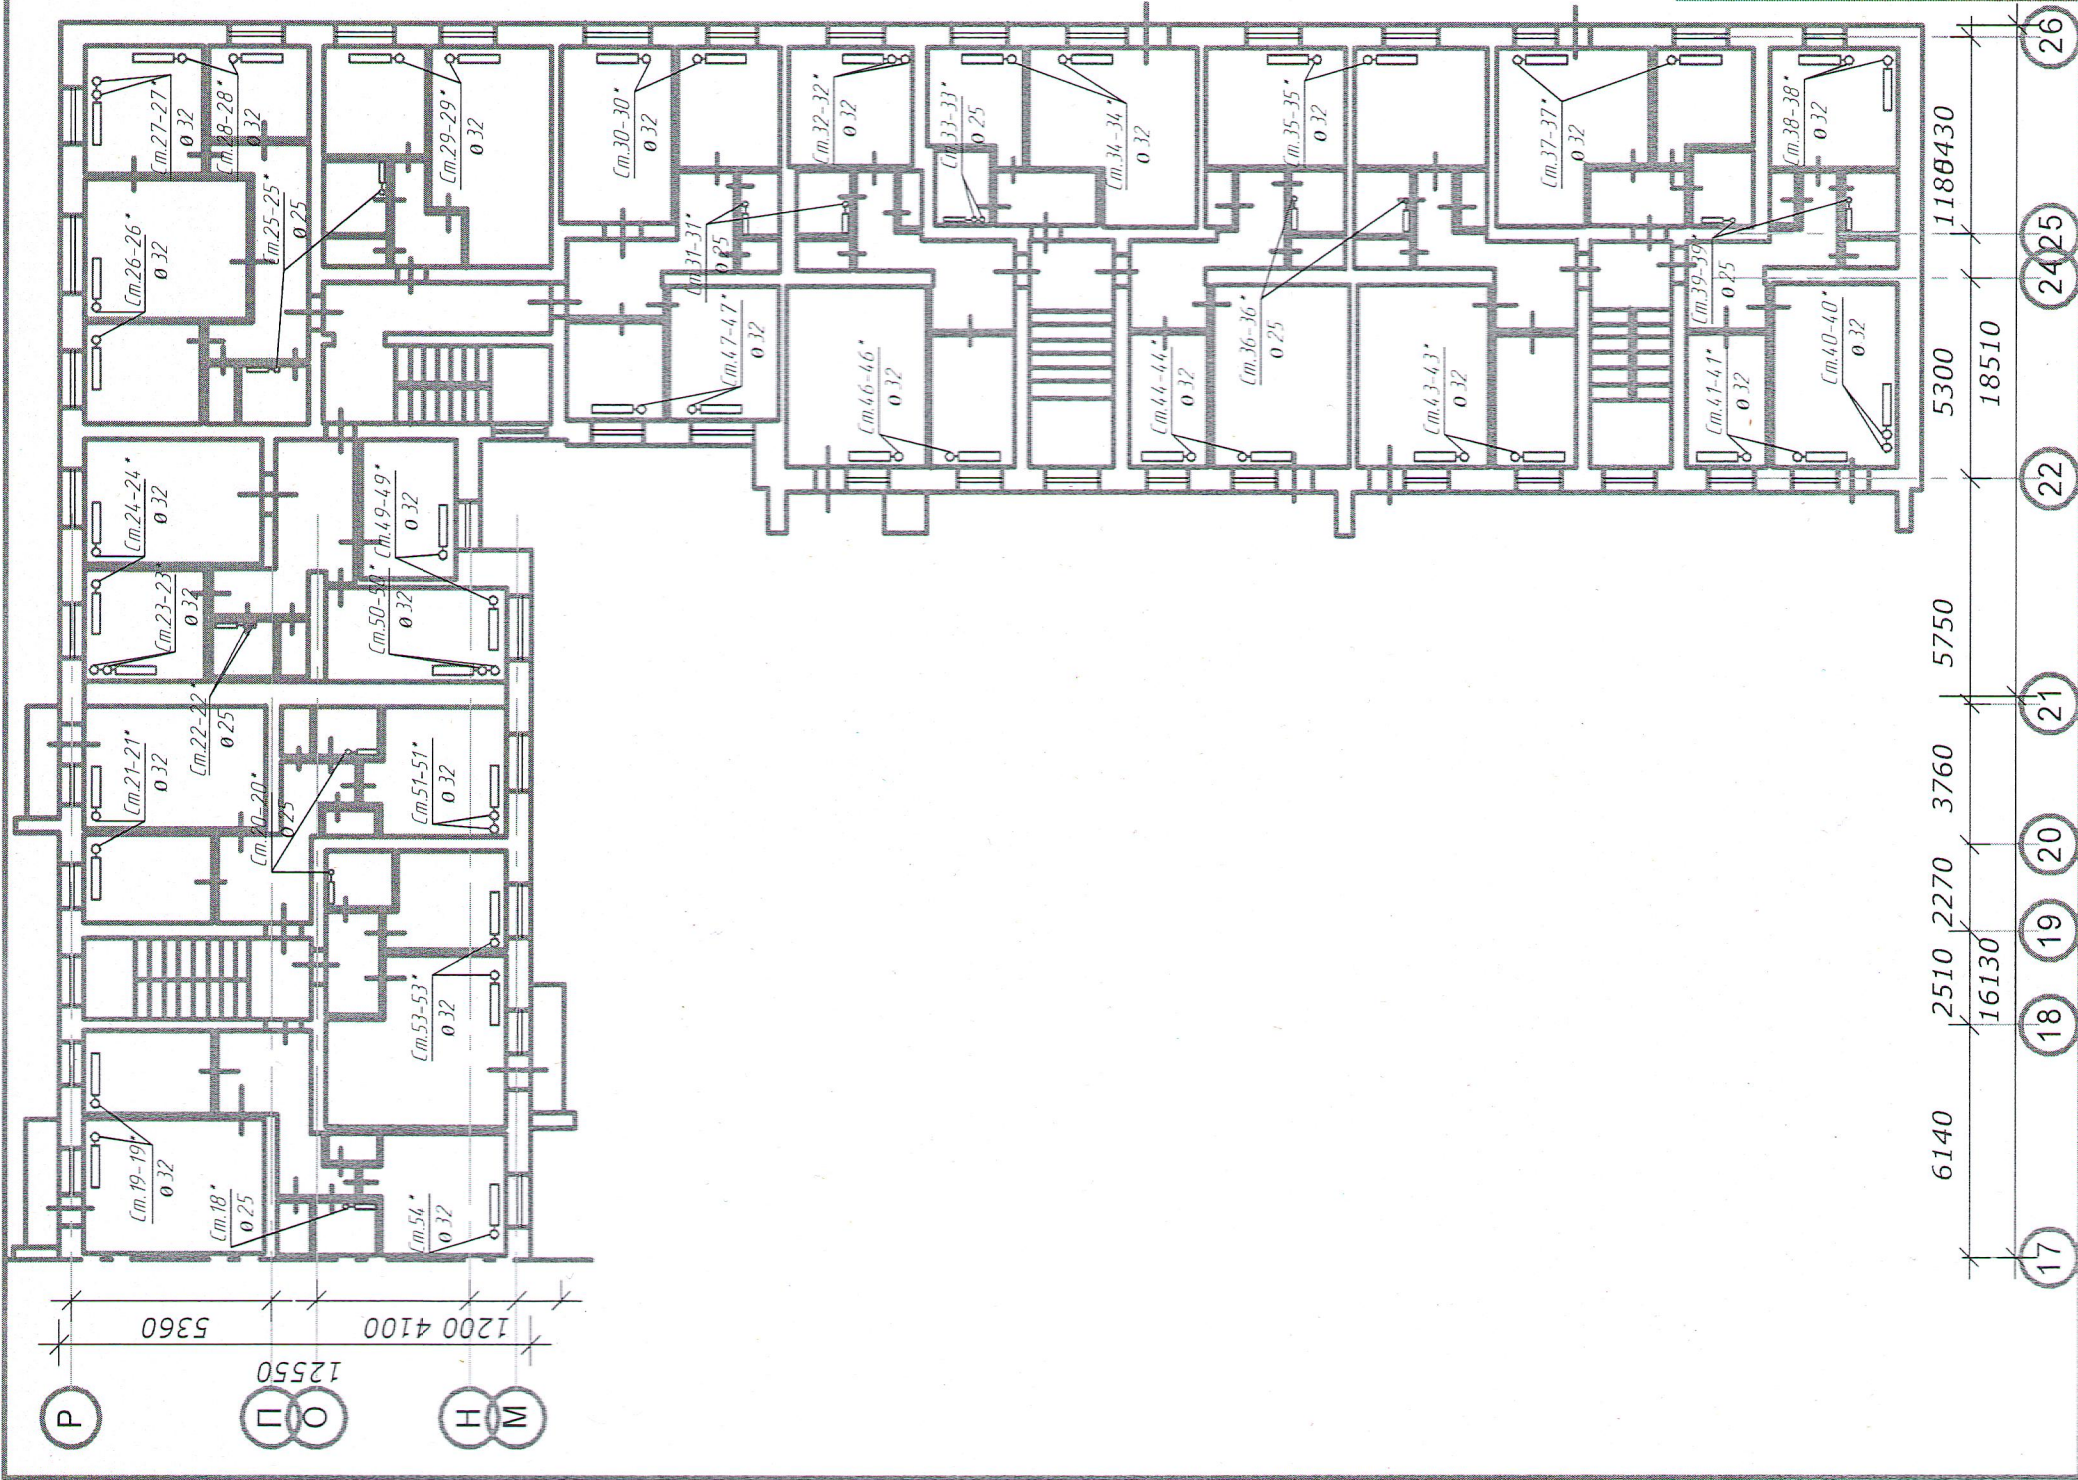 Ст.27-27*
ø 32
Ст.28-28*
ø 32
Ст.26-26*
ø 32
Ст.25-25*
ø 25
Ст.29-29*
ø 32
Ст.30-30*
ø 32
Ст.31-31*
ø 25
Ст.32-32*
ø 32
Ст.33-33*
ø 25
Ст.34-34*
ø 32
Ст.35-35*
ø 32
Ст.36-36*
ø 25
Ст.37-37*
ø 32
Ст.38-38*
ø 32
Ст.39-39*
ø 25
Ст.40-40*
ø 32
Ст.41-41*
ø 32
Ст.43-43*
ø 32
Ст.44-44*
ø 32
Ст.46-46*
ø 32
Ст.47-47*
ø 32
Ст.24-24*
ø 32
Ст.49-49*
ø 32
Ст.23-23*
ø 32
Ст.50-50*
ø 32
Ст.22-22*
ø 25
Ст.21-21*
ø 32
Ст.20-20*
ø 25
Ст.51-51*
ø 32
Ст.53-53*
ø 32
Ст.19-19*
ø 32
Ст.18*
ø 25
Ст.54*
ø 32
5360
1200 4100
12550
Р
П
О
Н
М
6140
2510
2270
3760
5750
5300
1180
430
16130
18510
17
18
19
20
21
22
24
25
26